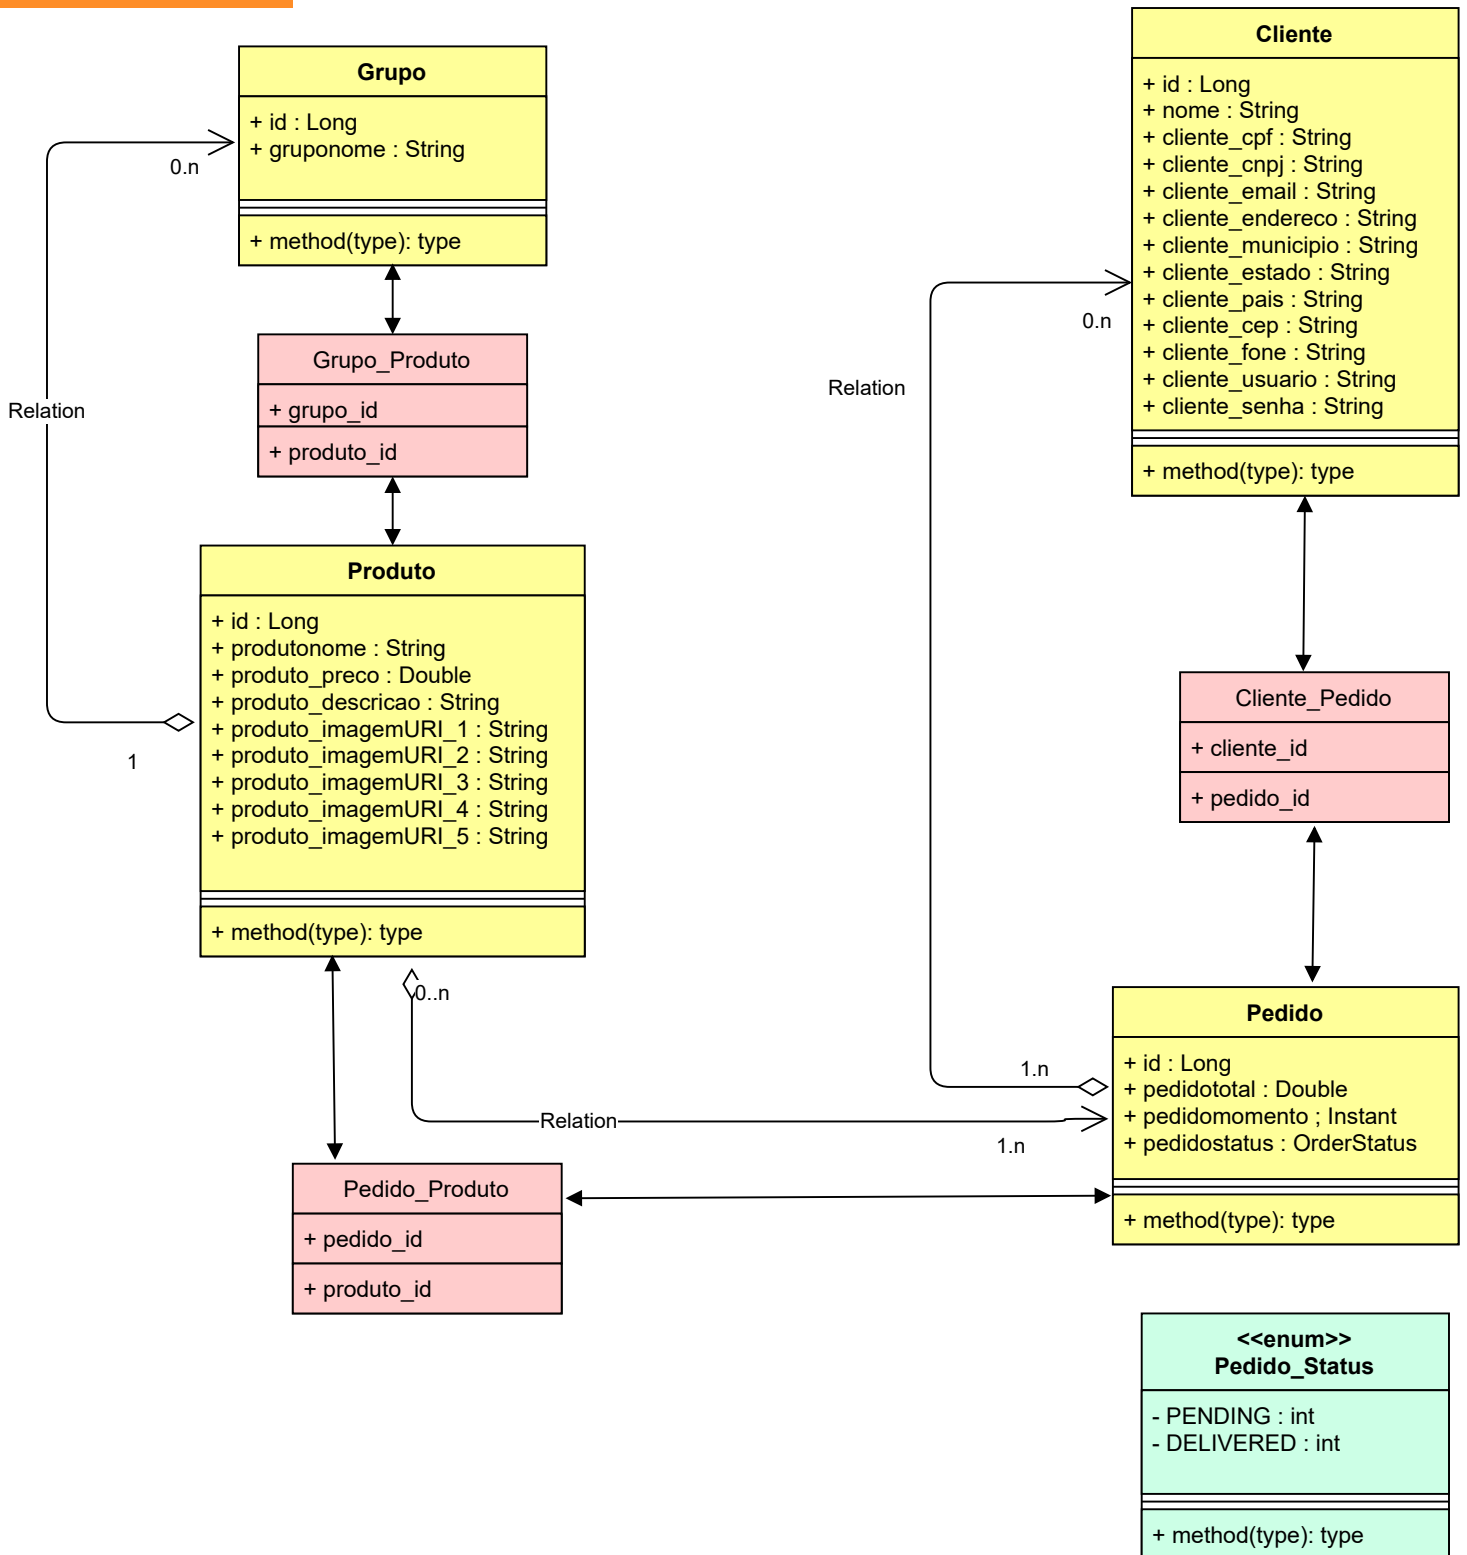 Grupo
+ id : Long
+ gruponome : String
+ method(type): type
0.n
Relation
1
Grupo_Produto
+ grupo_id
+ produto_id
Produto
+ id : Long
+ produtonome : String
+ produto_preco : Double
+ produto_descricao : String
+ produto_imagemURI_1 : String
+ produto_imagemURI_2 : String
+ produto_imagemURI_3 : String
+ produto_imagemURI_4 : String
+ produto_imagemURI_5 : String
+ method(type): type
0..n
Relation
1.n
Pedido_Produto
+ pedido_id
+ produto_id
Cliente
+ id : Long
+ nome : String
+ cliente_cpf : String
+ cliente_cnpj : String
+ cliente_email : String
+ cliente_endereco : String
+ cliente_municipio : String
+ cliente_estado : String
+ cliente_pais : String
+ cliente_cep : String
+ cliente_fone : String
+ cliente_usuario : String
+ cliente_senha : String
+ method(type): type
0.n
Relation
1.n
Cliente_Pedido
+ cliente_id
+ pedido_id
Pedido
+ id : Long
+ pedidototal : Double
+ pedidomomento ; Instant
+ pedidostatus : OrderStatus
+ method(type): type
<<enum>>
Pedido_Status
- PENDING : int
- DELIVERED : int
+ method(type): type